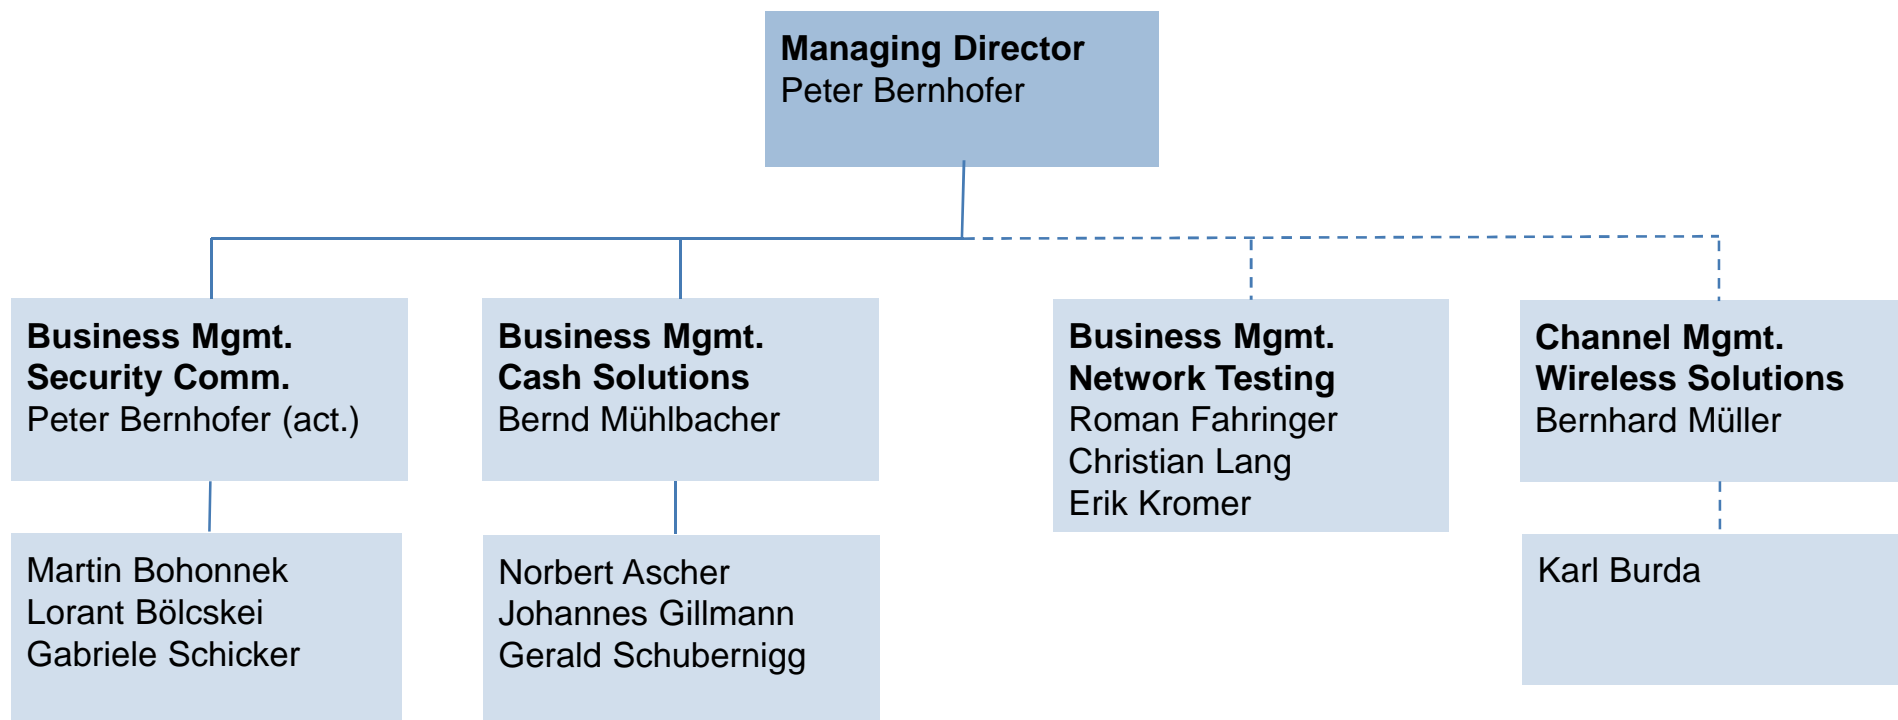 Managing Director
Peter Bernhofer
Business Mgmt.
Security Comm.
Peter Bernhofer (act.)
Business Mgmt.
Cash Solutions
Bernd Mühlbacher
Business Mgmt.
Network Testing
Roman Fahringer
Christian Lang
Erik Kromer
Channel Mgmt.
Wireless Solutions
Bernhard Müller
Martin Bohonnek
Lorant Bölcskei
Gabriele Schicker
Norbert Ascher
Johannes Gillmann
Gerald Schubernigg
Karl Burda